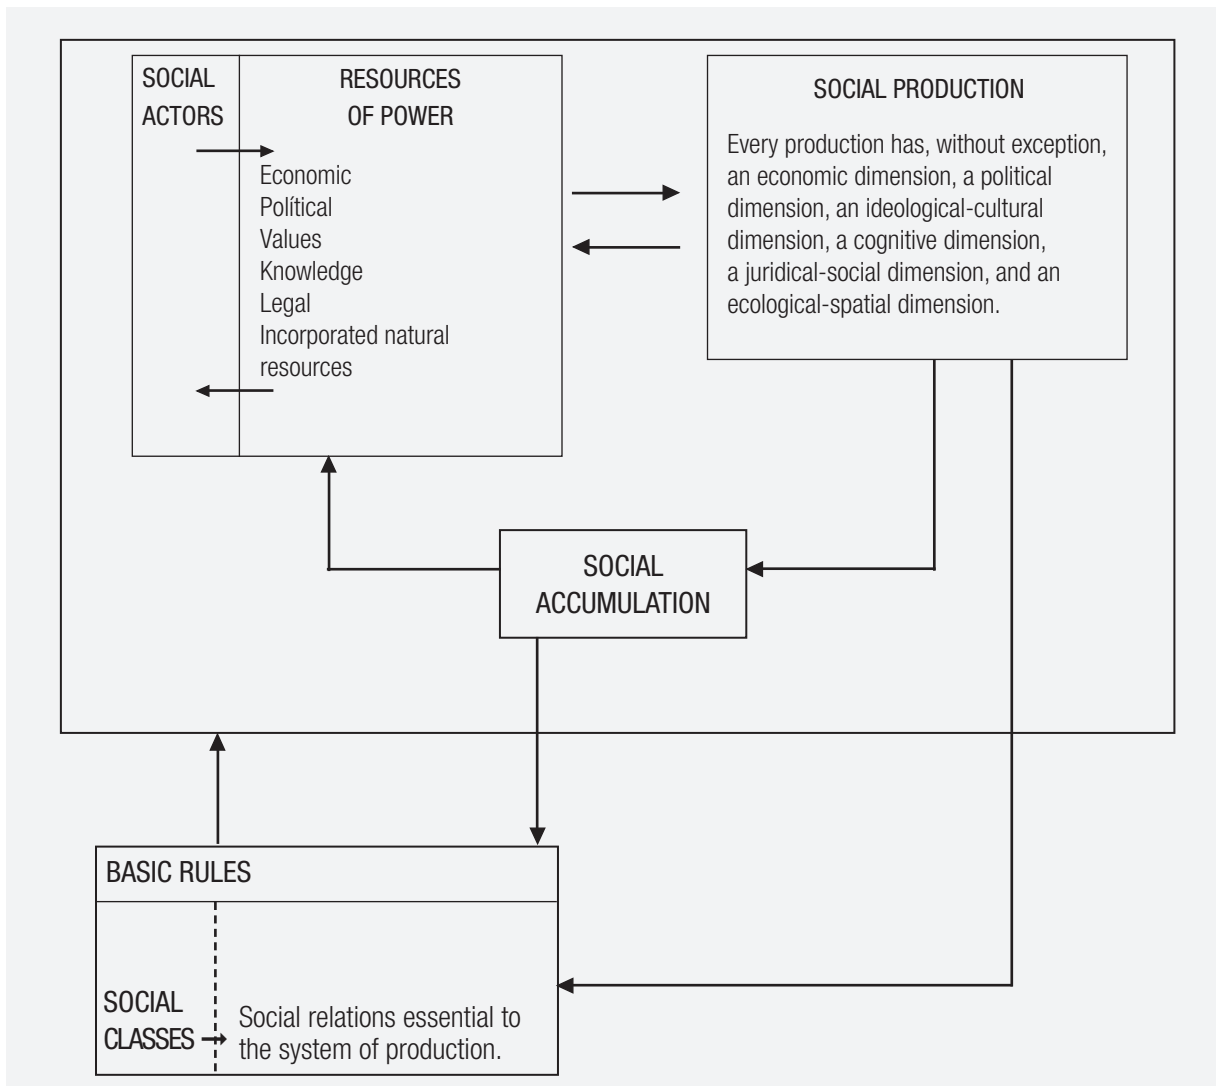 SOCIAL
ACTORS
RESOURCES
OF POWER
Economic
Polítical
Values
Knowledge
Legal
Incorporated natural
resources
SOCIAL PRODUCTION
Every production has, without exception,
an economic dimension, a political
dimension, an ideological-cultural
dimension, a cognitive dimension,
a juridical-social dimension, and an
ecological-spatial dimension.
SOCIAL
ACCUMULATION
BASIC RULES
SOCIAL
CLASSES
Social relations essential to
the system of production.